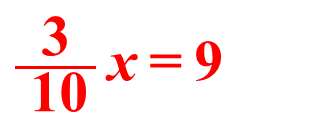 3/10 x = 9